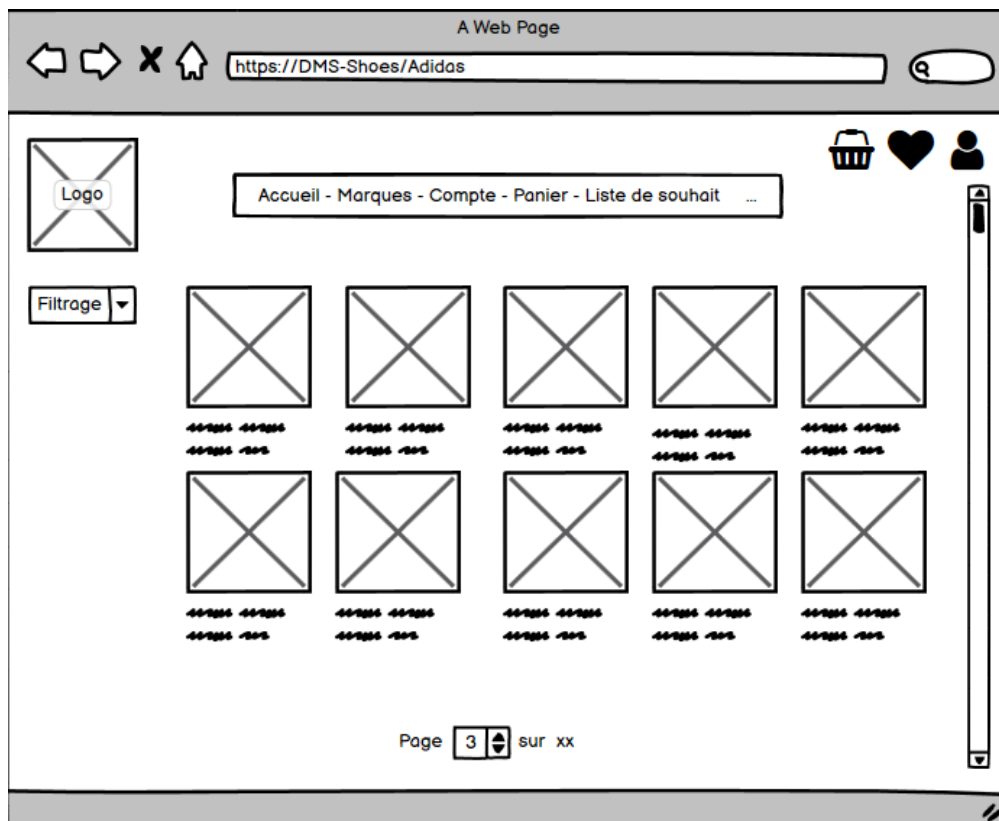 A Web Page
https://DMS-Shoes/Adidas
Logo
Accueil - Marques - Compte - Panier - Liste de souhait ...
Filtrage
Page 3 sur xx